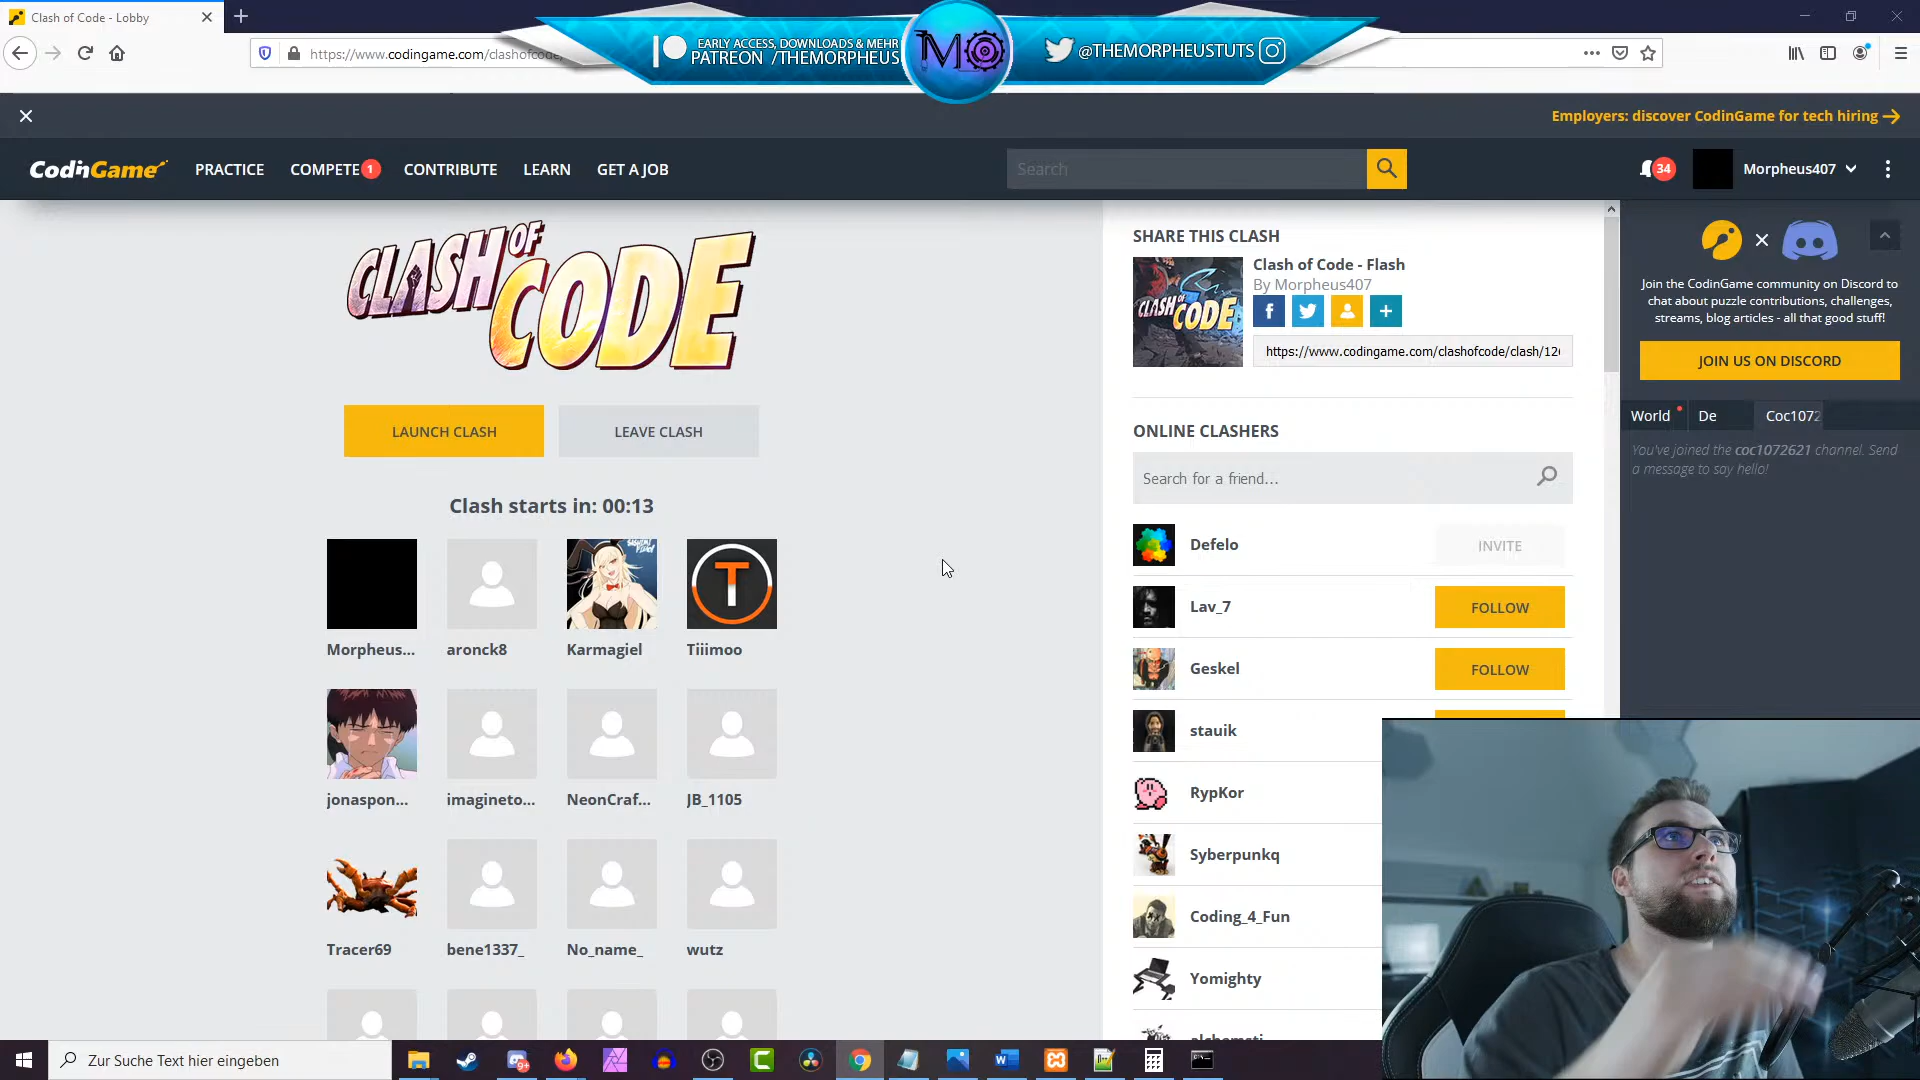 Clash of Code - Lobby
https://www.codingame.com/clashofcode/
EARLY ACCESS, DOWNLOADS & MEHR
PATREON /THEMORPHEUS
MO
@THEMORPHEUSTUTS
Employers: discover CodinGame for tech hiring
CodinGame
PRACTICE
COMPETE 1
CONTRIBUTE
LEARN
GET A JOB
Search
34
Morpheus407
CLASH OF CODE
LAUNCH CLASH
LEAVE CLASH
Clash starts in: 00:13
Morpheus...
aronck8
Karmagiel
Tiiimoo
jonaspon...
imagineto...
NeonCraf...
JB_1105
Tracer69
bene1337_
No_name_
wutz
SHARE THIS CLASH
CLASH OF CODE
Clash of Code - Flash
By Morpheus407
https://www.codingame.com/clashofcode/clash/12
ONLINE CLASHERS
Search for a friend...
Defelo
INVITE
Lav_7
FOLLOW
Geskel
FOLLOW
stauik
RypKor
Syberpunkq
Coding_4_Fun
Yomighty
Join the CodinGame community on Discord to
chat about puzzle contributions, challenges,
streams, blog articles - all that good stuff!
JOIN US ON DISCORD
World
De
Coc1072
You've joined the coc1072621 channel. Send
a message to say hello!
Zur Suche Text hier eingeben